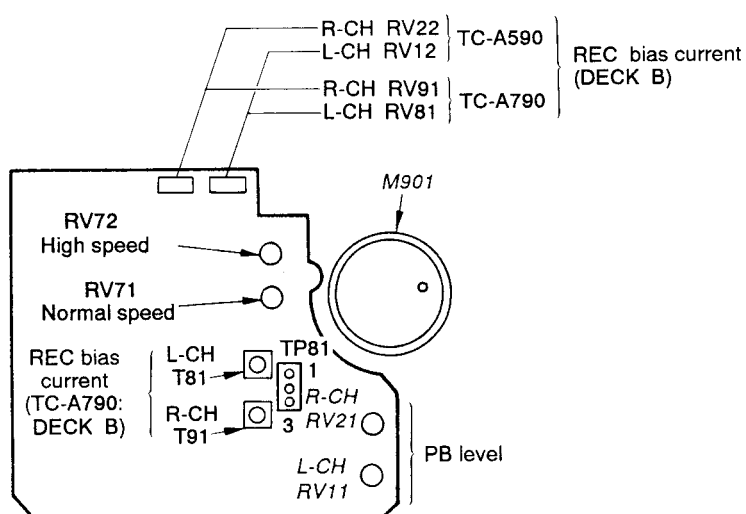 R-CH RV22
L-CH RV12
TC-A590
R-CH RV91
L-CH RV81
TC-A790
REC bias current
(DECK B)
M901
RV72
High speed
RV71
Normal speed
REC bias
current
(TC-A790:
DECK B)
L-CH
T81
R-CH
T91
TP81
1
3
R-CH
RV21
L-CH
RV11
PB level